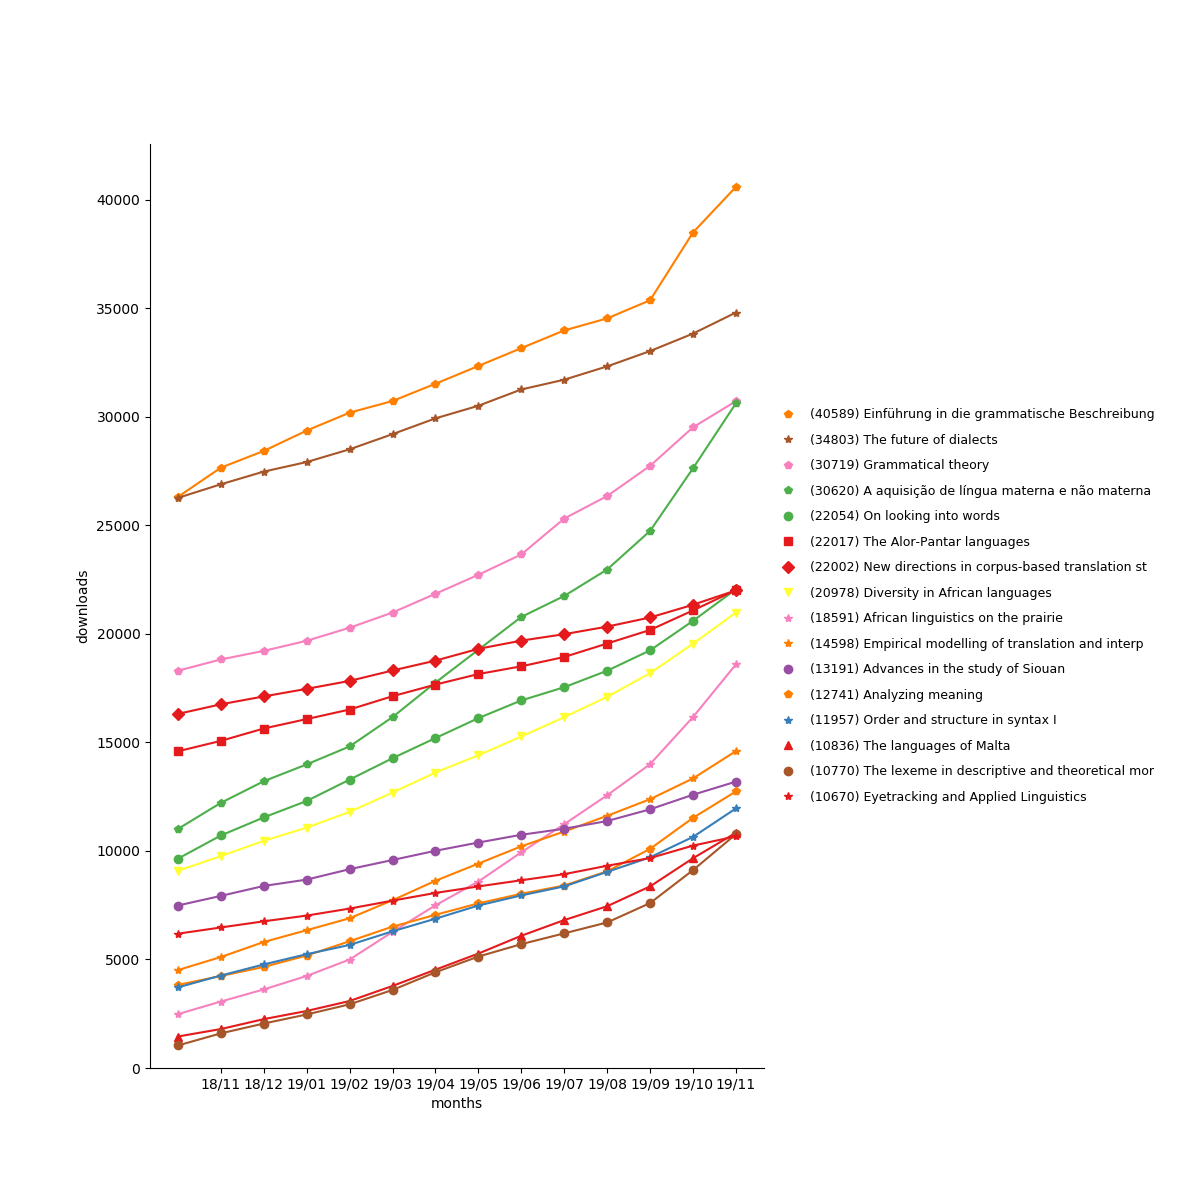 40000
35000
30000
25000
20000
15000
10000
5000
0
downloads
18/11 18/12 19/01 19/02 19/03 19/04 19/05 19/06 19/07 19/08 19/09 19/10 19/11
months
(40589) Einführung in die grammatische Beschreibung
(34803) The future of dialects
(30719) Grammatical theory
(30620) A aquisição de língua materna e não materna
(22054) On looking into words
(22017) The Alor-Pantar languages
(22002) New directions in corpus-based translation st
(20978) Diversity in African languages
(18591) African linguistics on the prairie
(14598) Empirical modelling of translation and interp
(13191) Advances in the study of Siouan
(12741) Analyzing meaning
(11957) Order and structure in syntax I
(10836) The languages of Malta
(10770) The lexeme in descriptive and theoretical mor
(10670) Eyetracking and Applied Linguistics